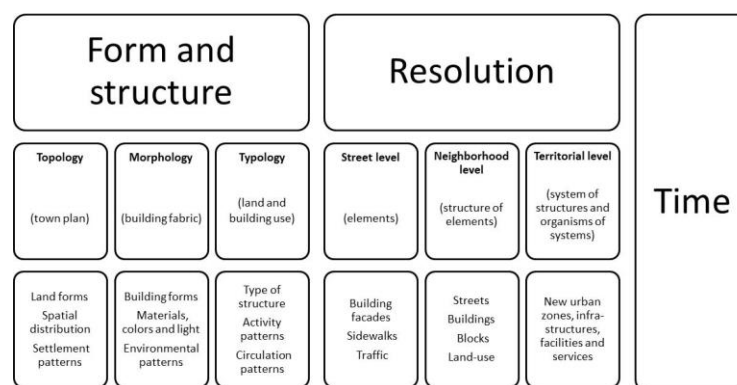 Form and
structure
Resolution
Time
Topology
(town plan)
Morphology
(building fabric)
Typology
(land and
building use)
Street level
(elements)
Neighborhood
level
(structure of
elements)
Territorial level
(system of
structures and
organisms of
systems)
Land forms
Spatial
distribution
Settlement
patterns
Building forms
Materials,
colors and light
Environmental
patterns
Type of
structure
Activity
patterns
Circulation
patterns
Building
facades
Sidewalks
Traffic
Streets
Buildings
Blocks
Land-use
New urban
zones, infra-
structures,
facilities and
services